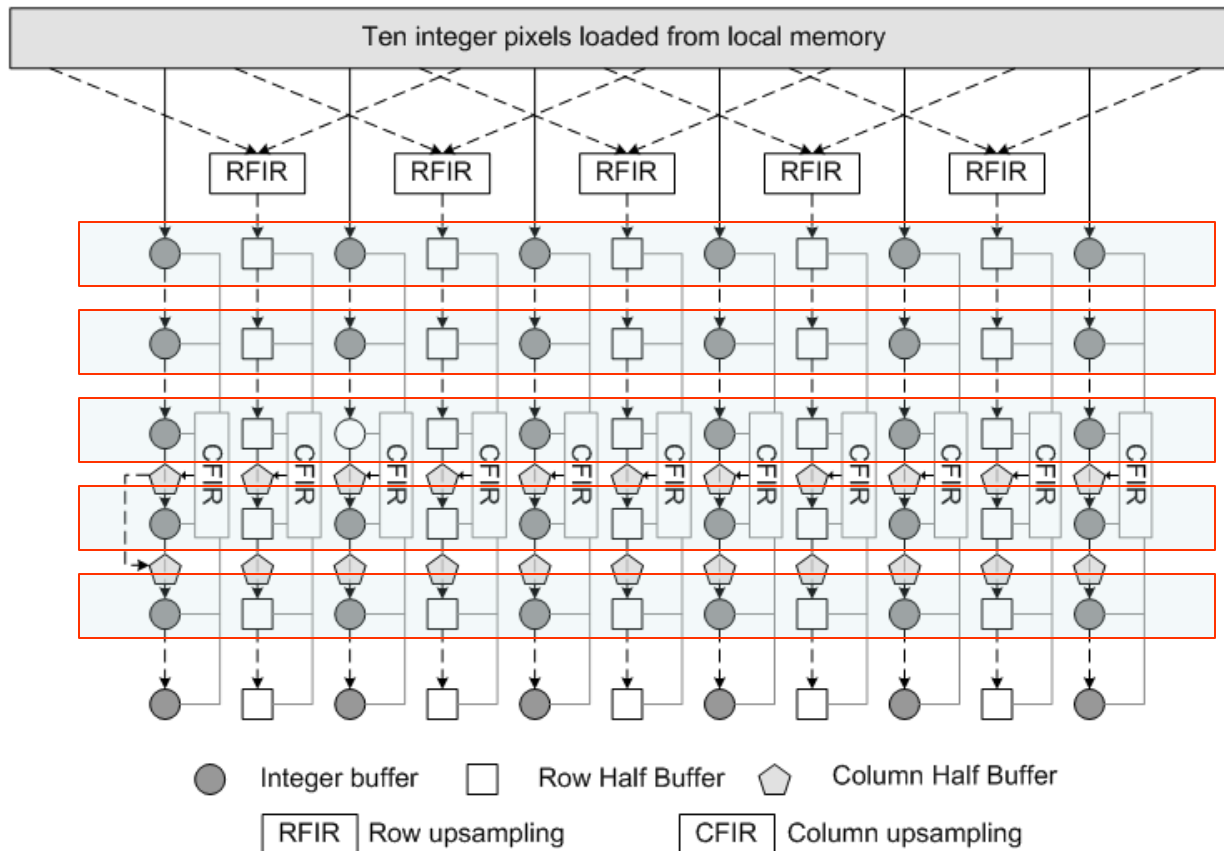 Ten integer pixels loaded from local memory
RFIR RFIR RFIR RFIR RFIR
CFIR CFIR CFIR CFIR CFIR CFIR CFIR CFIR CFIR CFIR CFIR
Integer buffer Row Half Buffer Column Half Buffer
RFIR Row upsampling CFIR Column upsampling